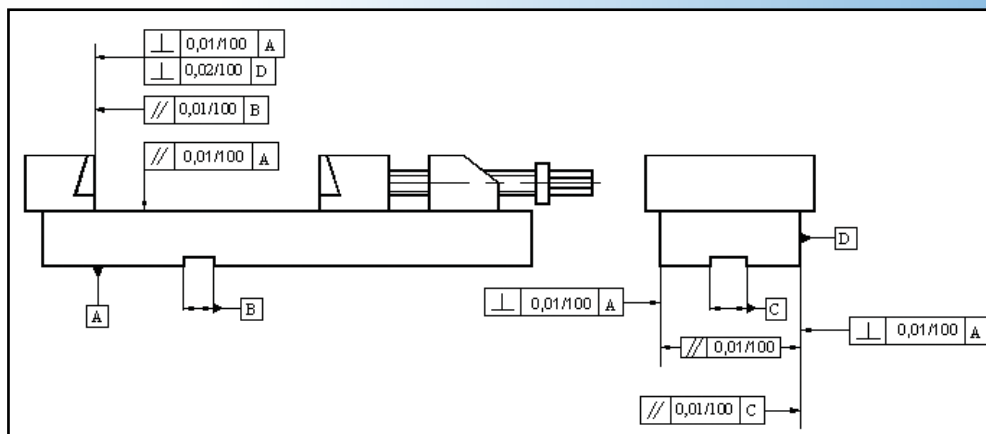 ⊥ 0,01/100 A
⊥ 0,02/100 D
// 0,01/100 B
// 0,01/100 A
D
A
B
⊥ 0,01/100 A
C
⊥ 0,01/100 A
// 0,01/100
// 0,01/100 C